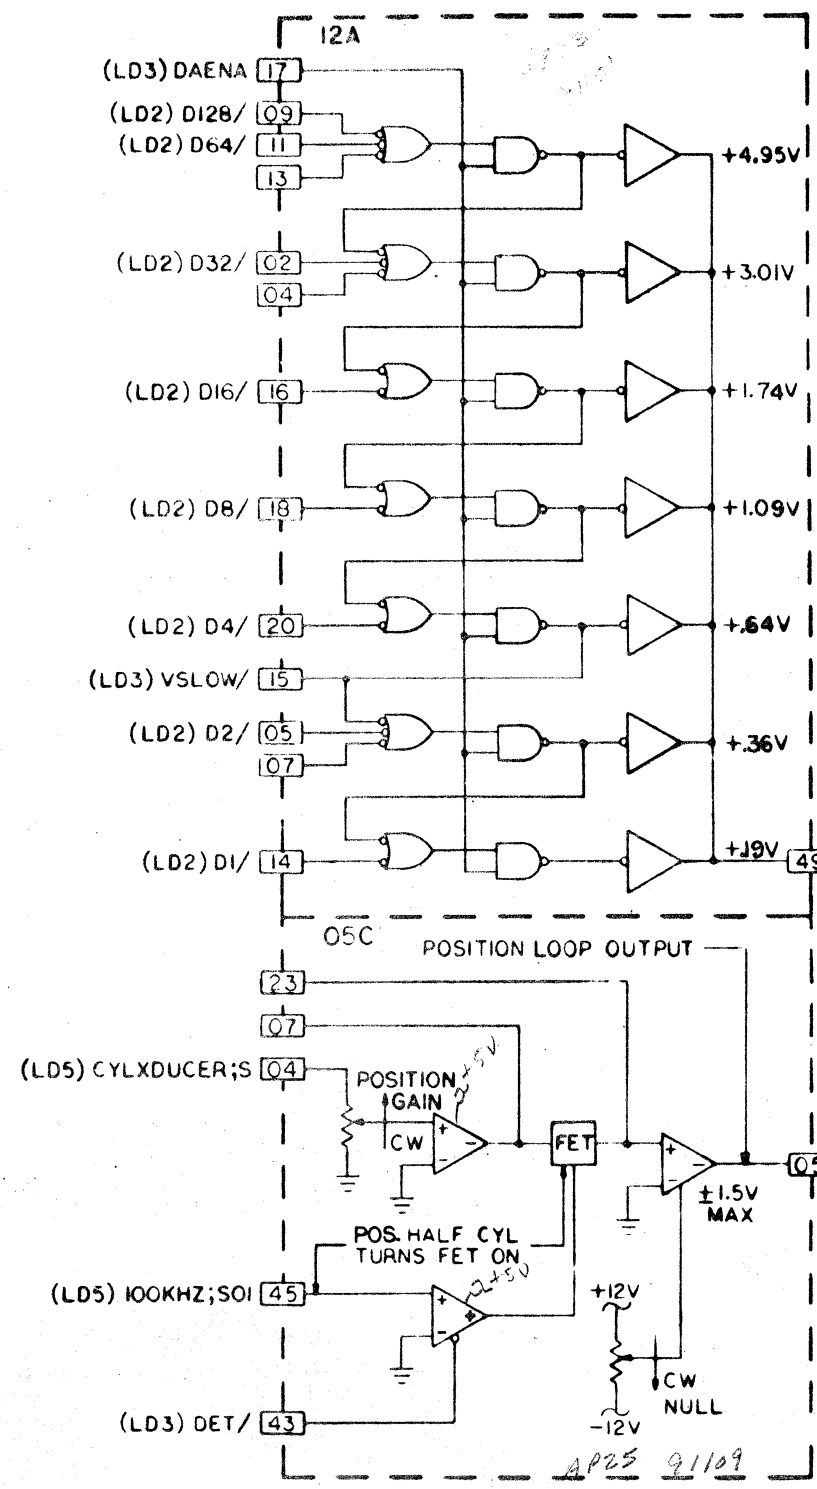 12A
(LD3) DAENA 17
(LD2) D128/ 09
(LD2) D64/ 11
13
+4.95V
(LD2) D32/ 02
04
+3.01V
(LD2) D16/ 16
+1.74V
(LD2) D8/ 18
+1.09V
(LD2) D4/ 20
+.64V
(LD3) VSLOW/ 15
(LD2) D2/ 05
07
+.36V
(LD2) D1/ 14
+.19V
49
05C
POSITION LOOP OUTPUT
23
07
(LD5) CYLXDUCER;S 04
POSITION
GAIN
CW
2+5V
+
-
-
FET
+
-
-
05
±1.5V
MAX
POS. HALF CYL
TURNS FET ON
(LD5) 100KHZ;S01 45
2+5V
+
-
+
+12V
CW
NULL
-12V
(LD3) DET/ 43
AP25 91109